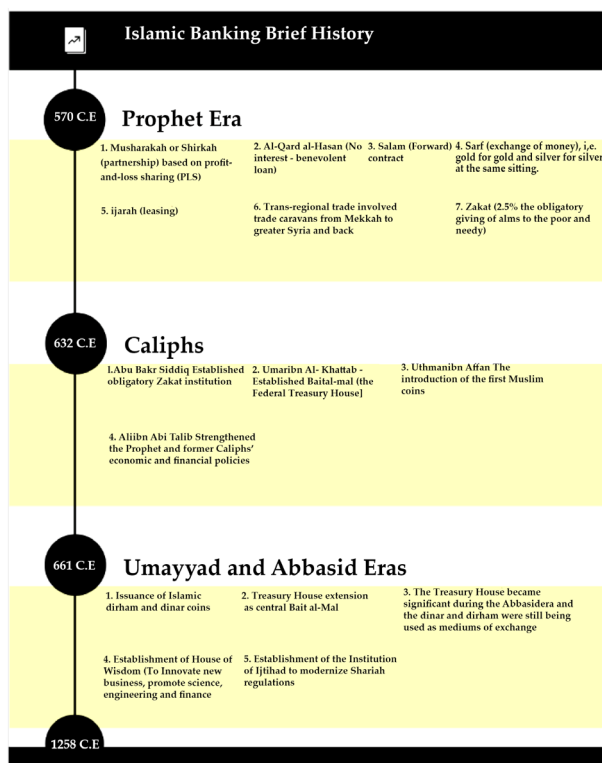 Islamic Banking Brief History
570 C.E
Prophet Era
1. Musharakah or Shirkah
(partnership) based on profit-
and-loss sharing (PLS)
2. Al-Qard al-Hasan (No
interest - benevolent
loan)
3. Salam (Forward)
contract
4. Sarf (exchange of money), i,e.
gold for gold and silver for silver
at the same sitting.
5. ijarah (leasing)
6. Trans-regional trade involved
trade caravans from Mekkah to
greater Syria and back
7. Zakat (2.5% the obligatory
giving of alms to the poor and
needy)
632 C.E
Caliphs
l.Abu Bakr Siddiq Established
obligatory Zakat institution
2. Umaribn Al- Khattab -
Established Baital-mal (the
Federal Treasury House]
3. Uthmanibn Affan The
introduction of the first Muslim
coins
4. Aliibn Abi Talib Strengthened
the Prophet and former Caliphs'
economic and financial policies
661 C.E
Umayyad and Abbasid Eras
1. Issuance of Islamic
dirham and dinar coins
2. Treasury House extension
as central Bait al-Mal
3. The Treasury House became
significant during the Abbasidera and
the dinar and dirham were still being
used as mediums of exchange
4. Establishment of House of
Wisdom (To Innovate new
business, promote science,
engineering and finance
5. Establishment of the Institution
of Ijtihad to modernize Shariah
regulations
1258 C.E